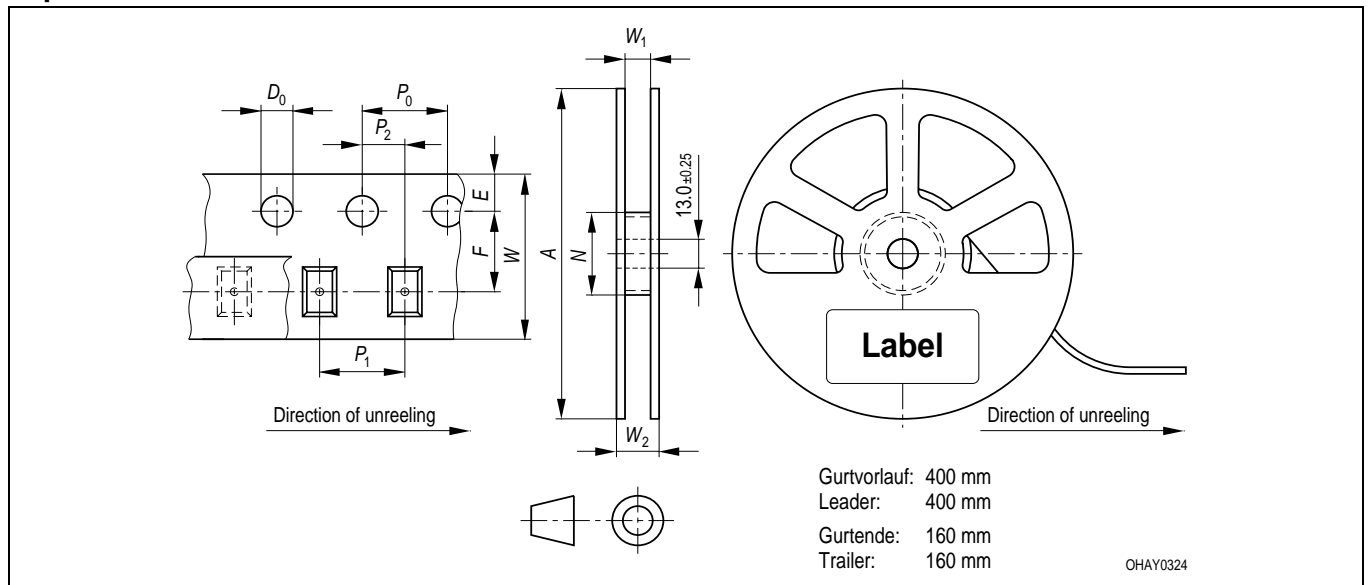 W₁
D₀
P₀
P₂
E
F
W
A
N
13.0 ±0.25
P₁
Label
Direction of unreeling
W₂
Direction of unreeling
Gurtvorlauf: 400 mm
Leader: 400 mm
Gurtende: 160 mm
Trailer: 160 mm
OHAY0324